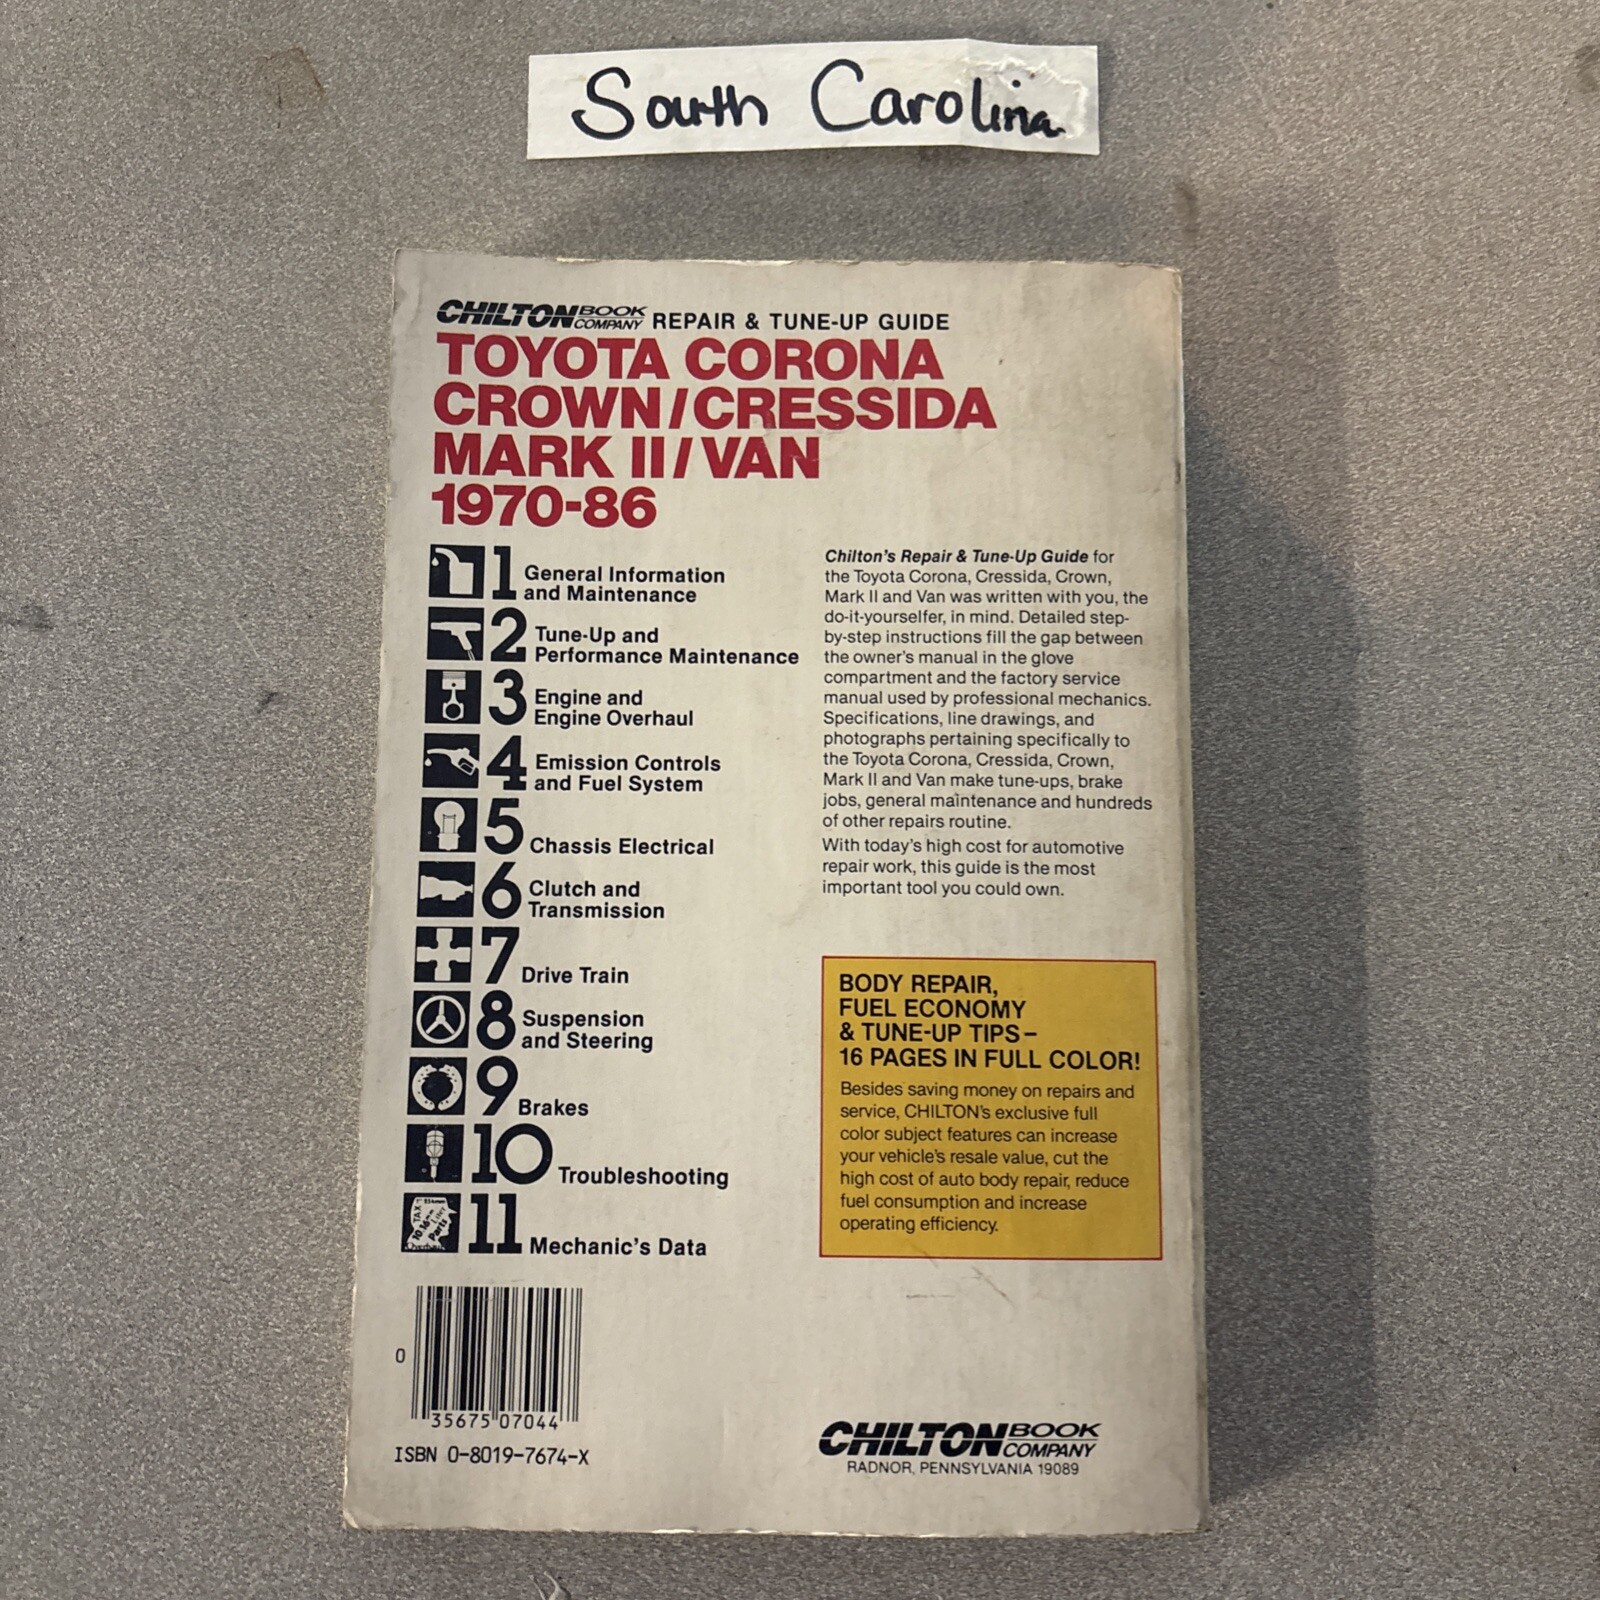 South Carolina
CHILTON BOOK COMPANY REPAIR & TUNE-UP GUIDE
TOYOTA CORONA
CROWN/CRESSIDA
MARK II/VAN
1970-86
1 General Information
and Maintenance
2 Tune-Up and
Performance Maintenance
3 Engine and
Engine Overhaul
4 Emission Controls
and Fuel System
5 Chassis Electrical
6 Clutch and
Transmission
7 Drive Train
8 Suspension
and Steering
9 Brakes
10 Troubleshooting
11 Mechanic's Data
Chilton's Repair & Tune-Up Guide for
the Toyota Corona, Cressida, Crown,
Mark II and Van was written with you, the
do-it-yourselfer, in mind. Detailed step-
by-step instructions fill the gap between
the owner's manual in the glove
compartment and the factory service
manual used by professional mechanics.
Specifications, line drawings, and
photographs pertaining specifically to
the Toyota Corona, Cressida, Crown,
Mark II and Van make tune-ups, brake
jobs, general maintenance and hundreds
of other repairs routine.
With today's high cost for automotive
repair work, this guide is the most
important tool you could own.
BODY REPAIR,
FUEL ECONOMY
& TUNE-UP TIPS–
16 PAGES IN FULL COLOR!
Besides saving money on repairs and
service, CHILTON's exclusive full
color subject features can increase
your vehicle's resale value, cut the
high cost of auto body repair, reduce
fuel consumption and increase
operating efficiency.
0 35675 07044
ISBN 0-8019-7674-X
CHILTON BOOK COMPANY
RADNOR, PENNSYLVANIA 19089